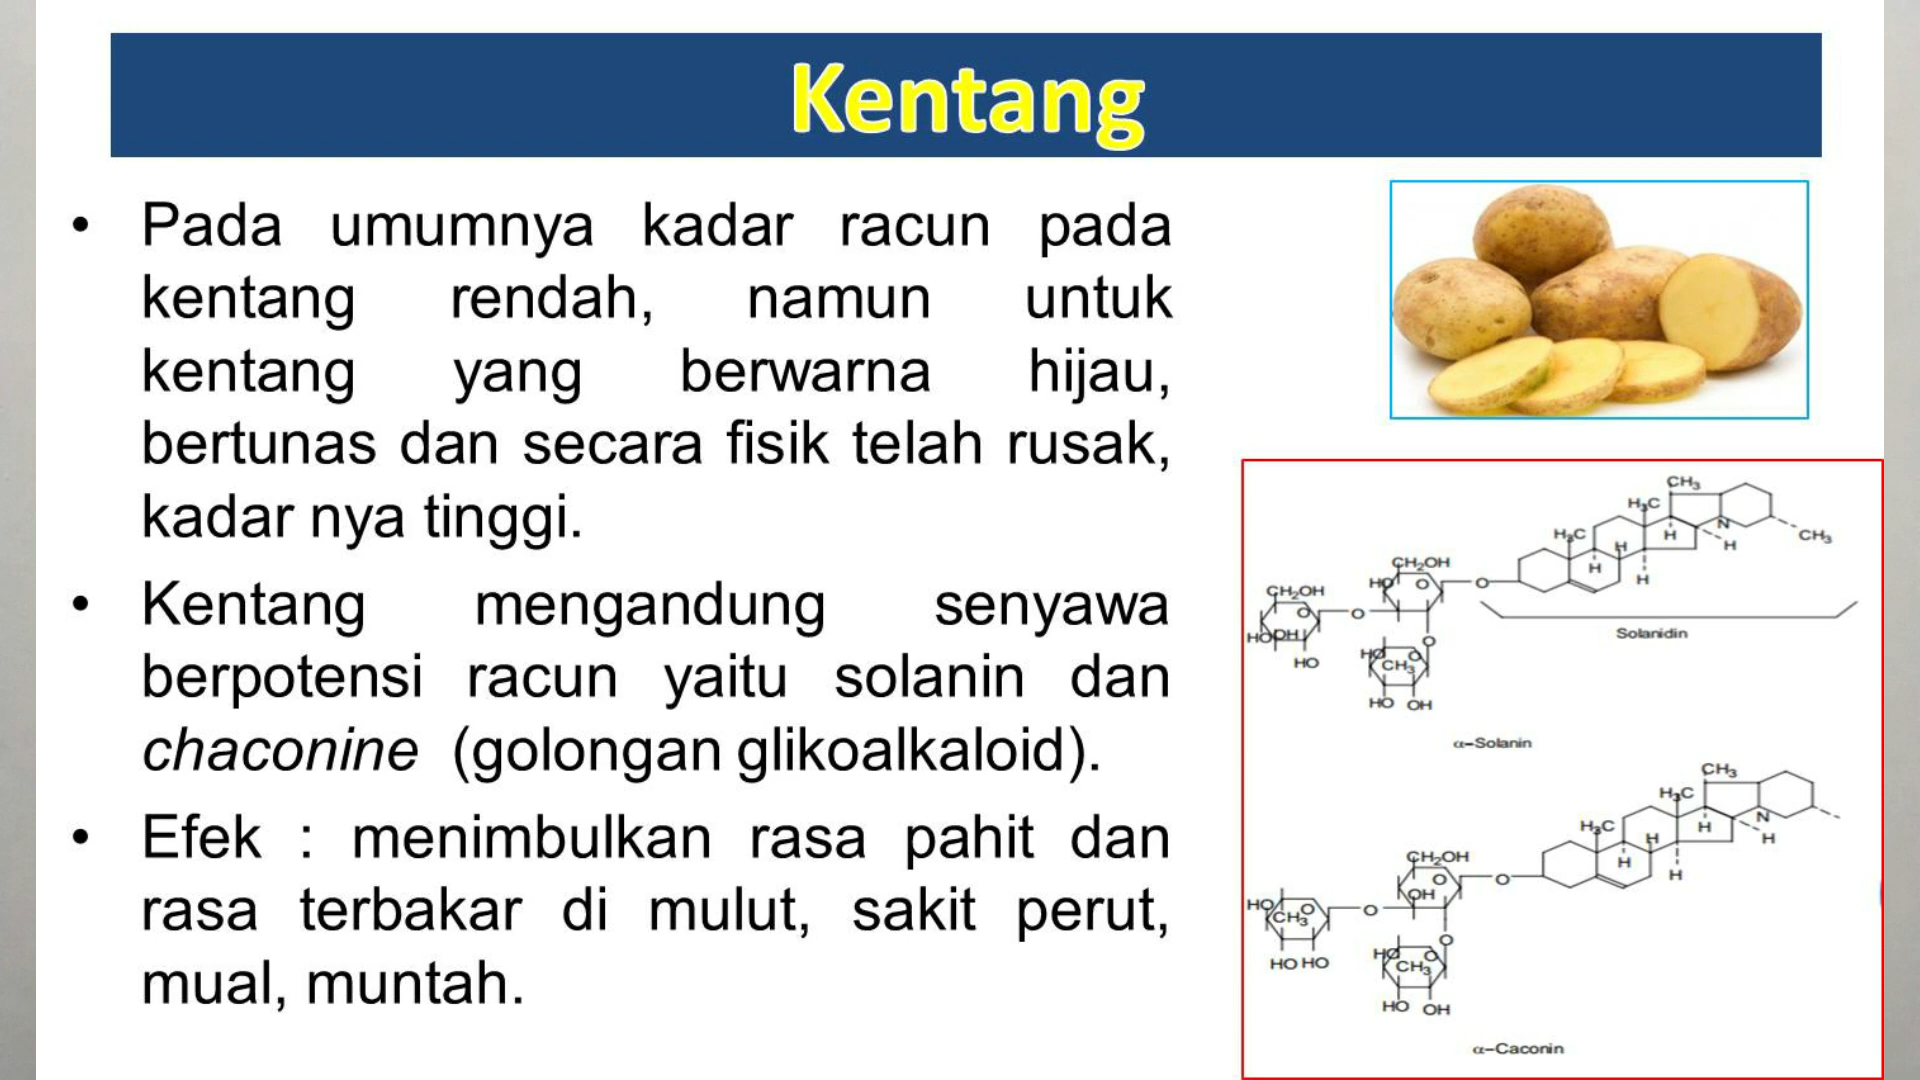 Kentang
• Pada umumnya kadar racun pada
kentang rendah, namun untuk
kentang yang berwarna hijau,
bertunas dan secara fisik telah rusak,
kadar nya tinggi.
• Kentang mengandung senyawa
berpotensi racun yaitu solanin dan
chaconine (golongan glikoalkaloid).
• Efek : menimbulkan rasa pahit dan
rasa terbakar di mulut, sakit perut,
mual, muntah.
CH₃
H₃C
H₃C
H
N
H
CH₃
H
H
H
CH₂OH
HO
O
O
CH₂OH
O
O
HO
OH
HO
O
HO
O
CH₃
HO OH
Solanidin
α-Solanin
CH₃
H₃C
H₃C
H
N
H
H
H
H
CH₂OH
O
OH
O
HO
O
CH₃
O
HO HO
O
HO
O
CH₃
HO OH
α-Caconin